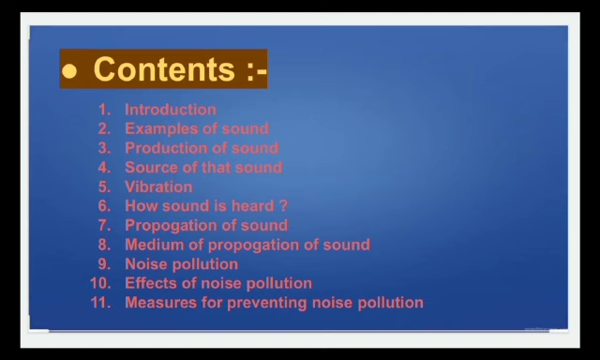 ● Contents :-
1. Introduction
2. Examples of sound
3. Production of sound
4. Source of that sound
5. Vibration
6. How sound is heard ?
7. Propogation of sound
8. Medium of propogation of sound
9. Noise pollution
10. Effects of noise pollution
11. Measures for preventing noise pollution